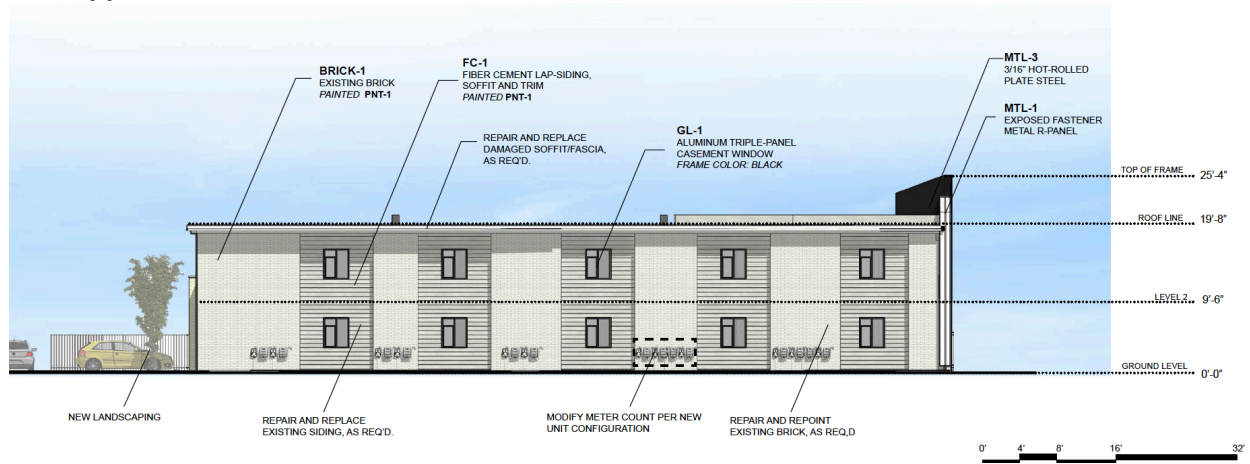 BRICK-1
EXISTING BRICK
PAINTED PNT-1
FC-1
FIBER CEMENT LAP-SIDING,
SOFFIT AND TRIM
PAINTED PNT-1
REPAIR AND REPLACE
DAMAGED SOFFIT/FASCIA,
AS REQ'D.
GL-1
ALUMINUM TRIPLE-PANEL
CASEMENT WINDOW
FRAME COLOR: BLACK
MTL-3
3/16" HOT-ROLLED
PLATE STEEL
MTL-1
EXPOSED FASTENER
METAL R-PANEL
TOP OF FRAME 25'-4"
ROOF LINE 19'-8"
LEVEL 2 9'-6"
GROUND LEVEL 0'-0"
NEW LANDSCAPING
REPAIR AND REPLACE
EXISTING SIDING, AS REQ'D.
MODIFY METER COUNT PER NEW
UNIT CONFIGURATION
REPAIR AND REPOINT
EXISTING BRICK, AS REQ,D
0' 4' 8' 16' 32'